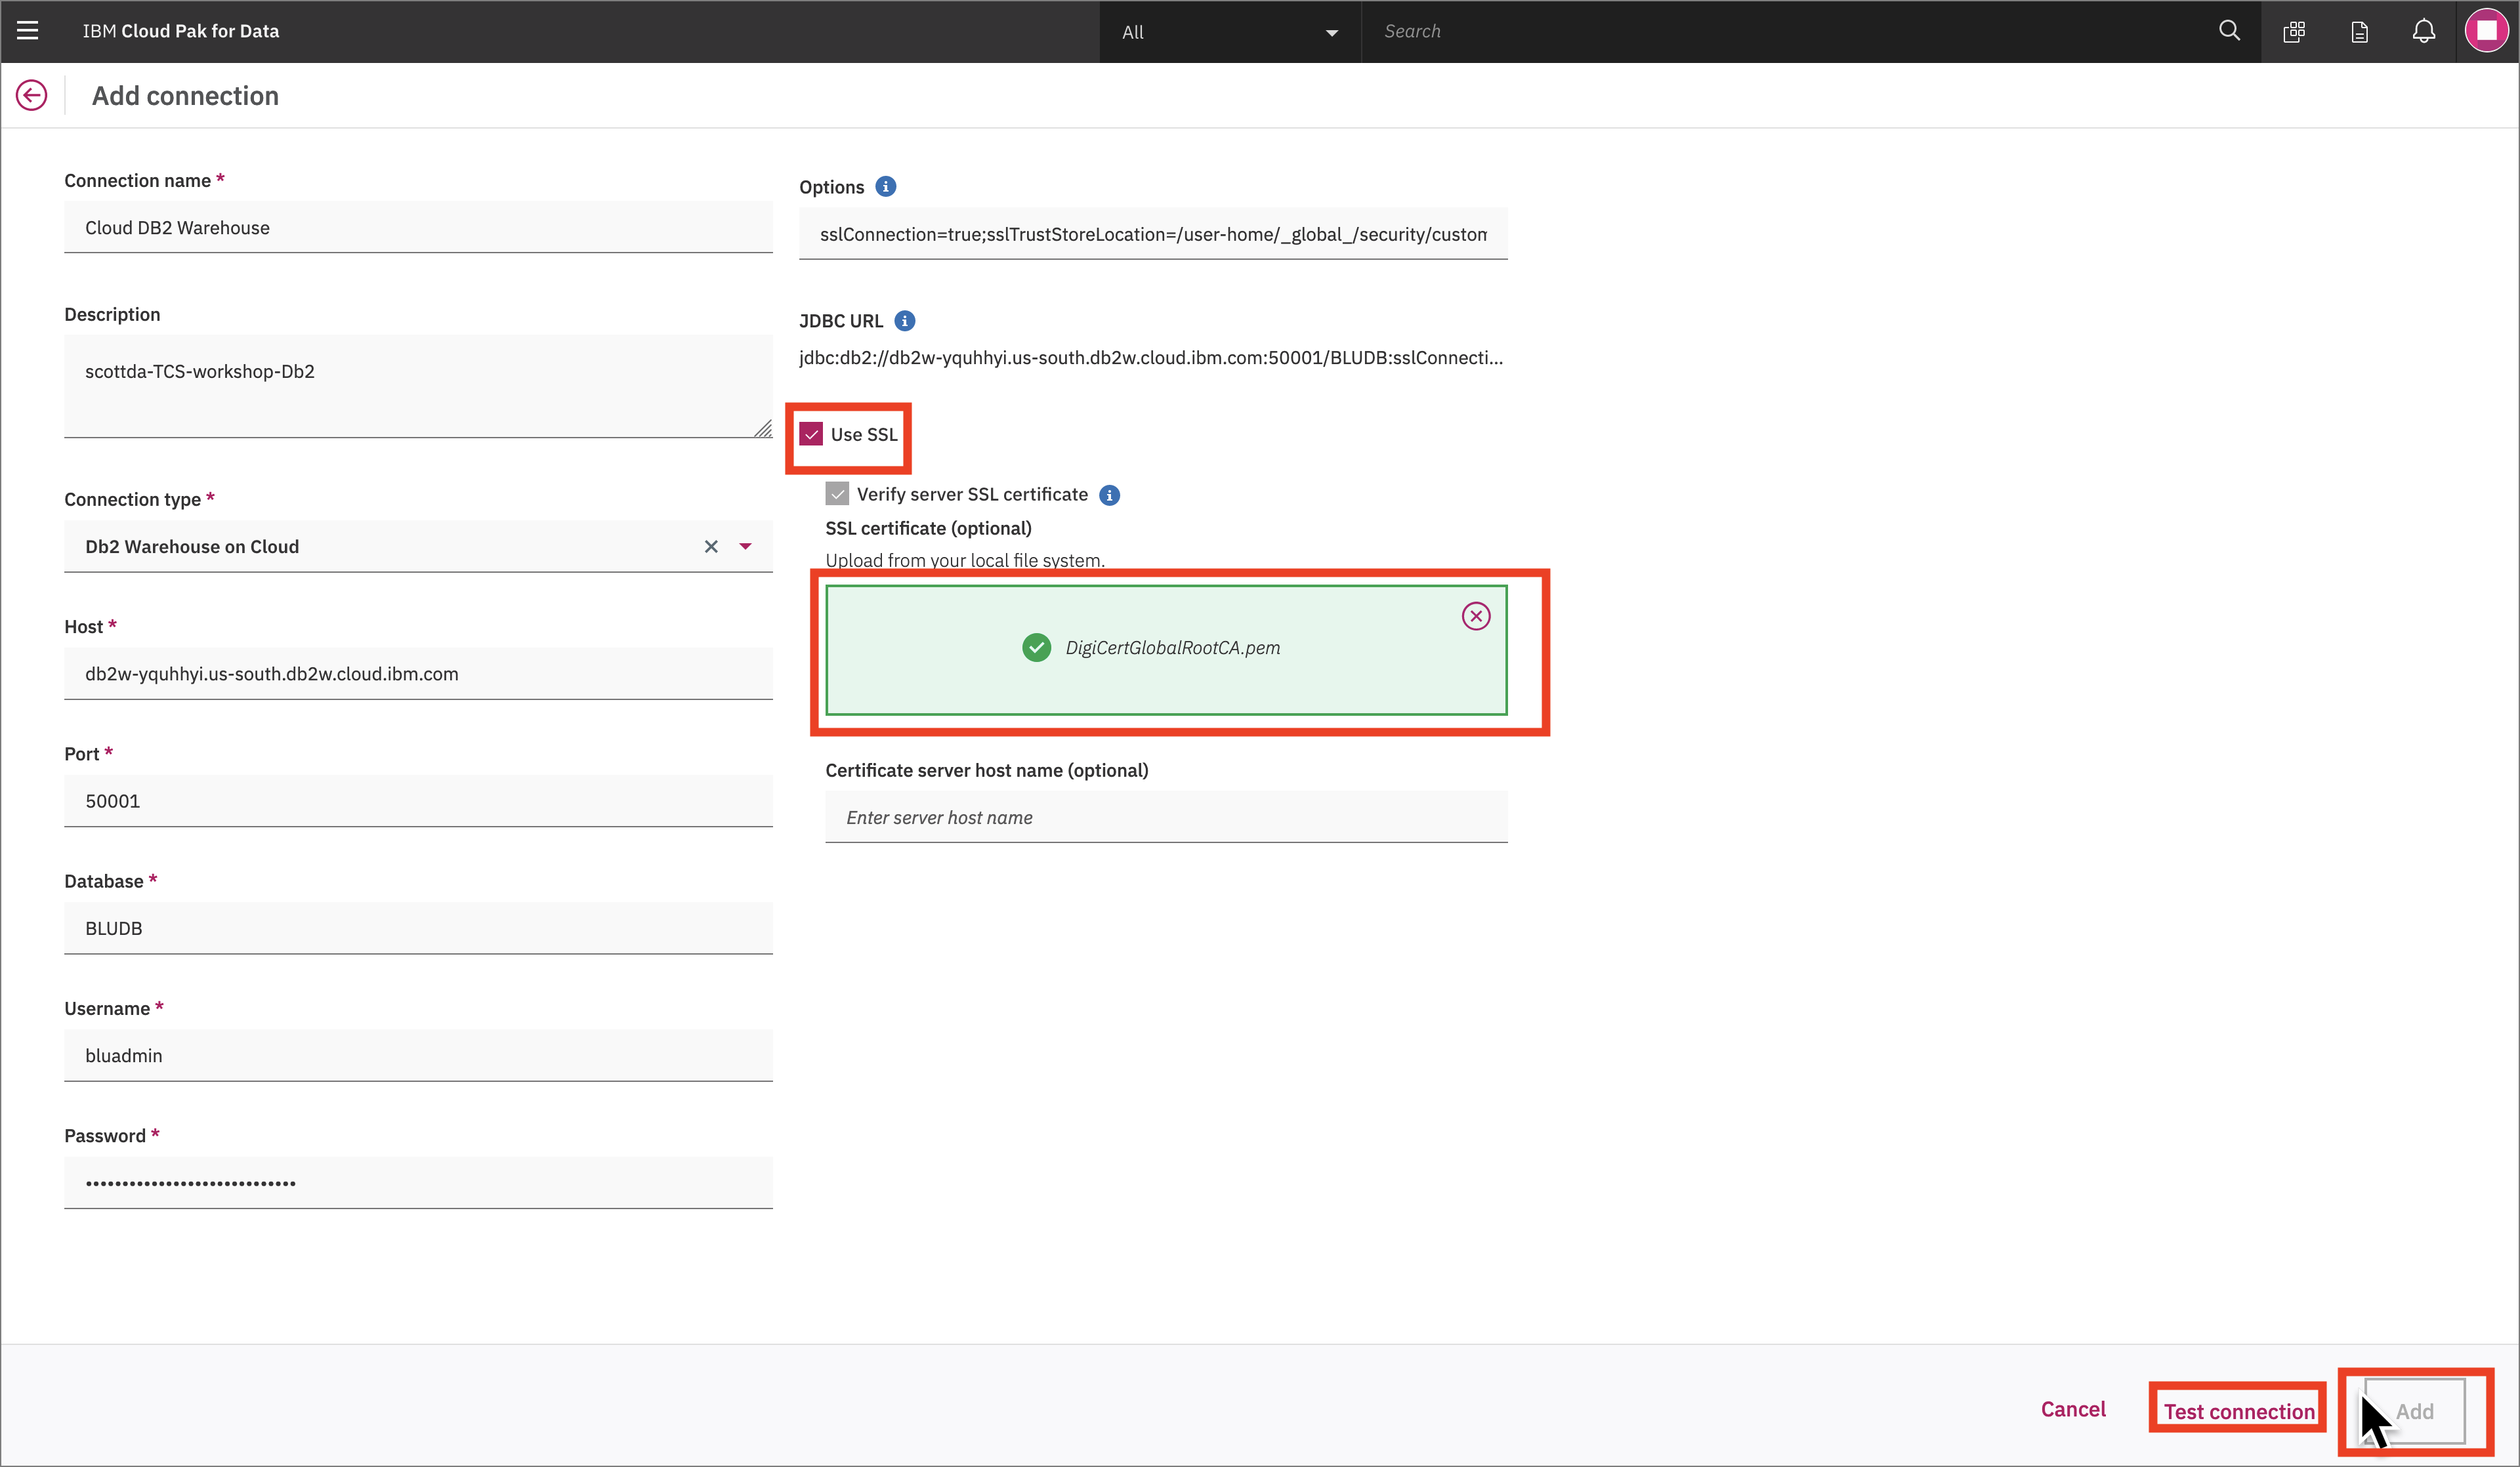 IBM Cloud Pak for Data
All
Search
Add connection
Connection name *
Cloud DB2 Warehouse
Description
scottda-TCS-workshop-Db2
Connection type *
Db2 Warehouse on Cloud
Host *
db2w-yquhhyi.us-south.db2w.cloud.ibm.com
Port *
50001
Database *
BLUDB
Username *
bluadmin
Password *
••••••••••••••••••••••••••••••
Options
sslConnection=true;sslTrustStoreLocation=/user-home/_global_/security/custom
JDBC URL
jdbc:db2://db2w-yquhhyi.us-south.db2w.cloud.ibm.com:50001/BLUDB:sslConnecti...
Use SSL
Verify server SSL certificate
SSL certificate (optional)
Upload from your local file system.
DigiCertGlobalRootCA.pem
Certificate server host name (optional)
Enter server host name
Cancel
Test connection
Add